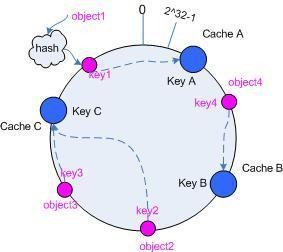 object1
0
2^32-1
Cache A
hash
key1
Key A
object4
key4
Key C
Cache C
Cache B
Key B
key3
object3
key2
object2